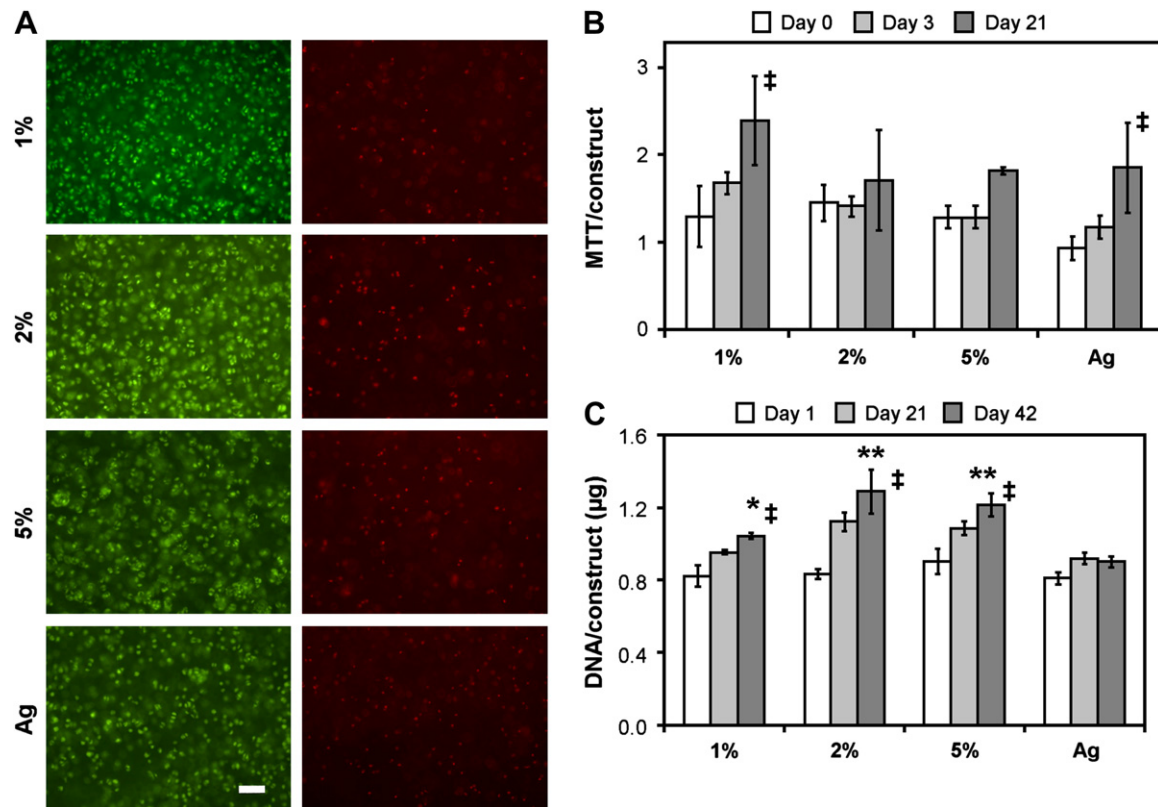 A
1%
2%
5%
Ag
B
Day 0 Day 3 Day 21
MTT/construct
3
2
1
0
‡
‡
1% 2% 5% Ag
C
Day 1 Day 21 Day 42
DNA/construct (µg)
1.6
1.2
0.8
0.4
0.0
* ‡
** ‡
** ‡
1% 2% 5% Ag